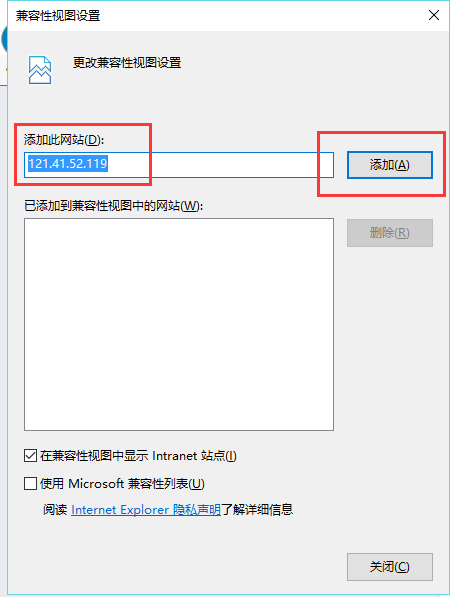 兼容性视图设置
更改兼容性视图设置
添加此网站(D):
121.41.52.119
添加(A)
已添加到兼容性视图中的网站(W):
删除(R)
在兼容性视图中显示 Intranet 站点(I)
使用 Microsoft 兼容性列表(U)
阅读 Internet Explorer 隐私声明了解详细信息
关闭(C)